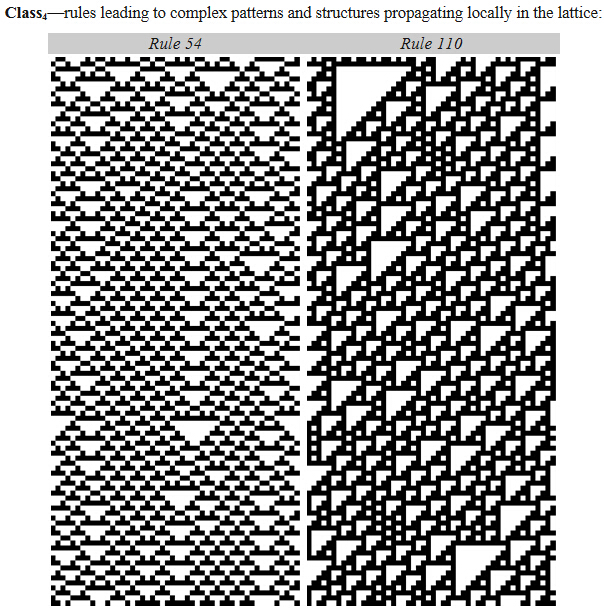 Class₄—rules leading to complex patterns and structures propagating locally in the lattice:
Rule 54 Rule 110